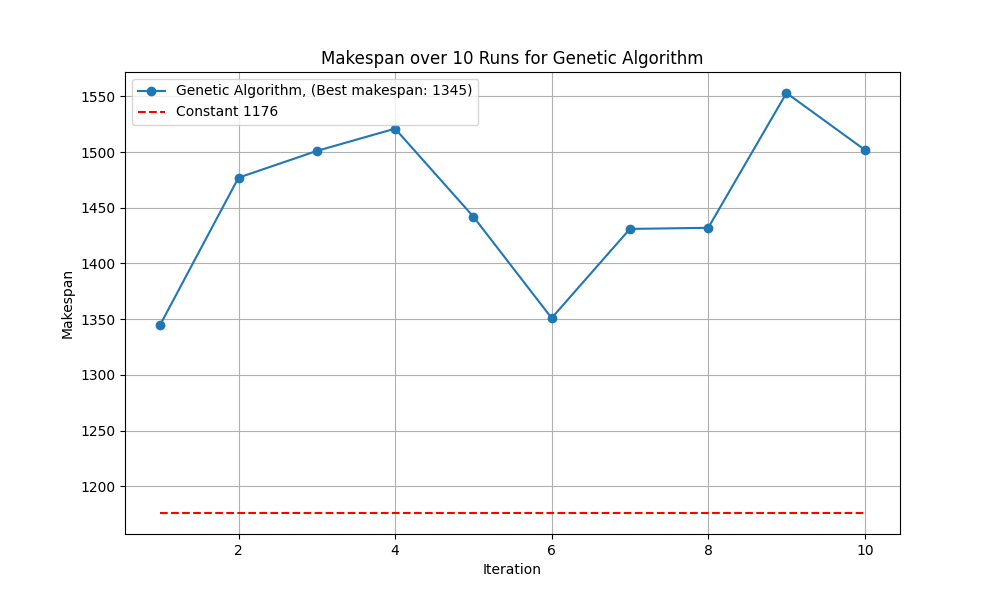 Makespan over 10 Runs for Genetic Algorithm
Genetic Algorithm, (Best makespan: 1345)
Constant 1176
Makespan
1550
1500
1450
1400
1350
1300
1250
1200
2 4 6 8 10
Iteration